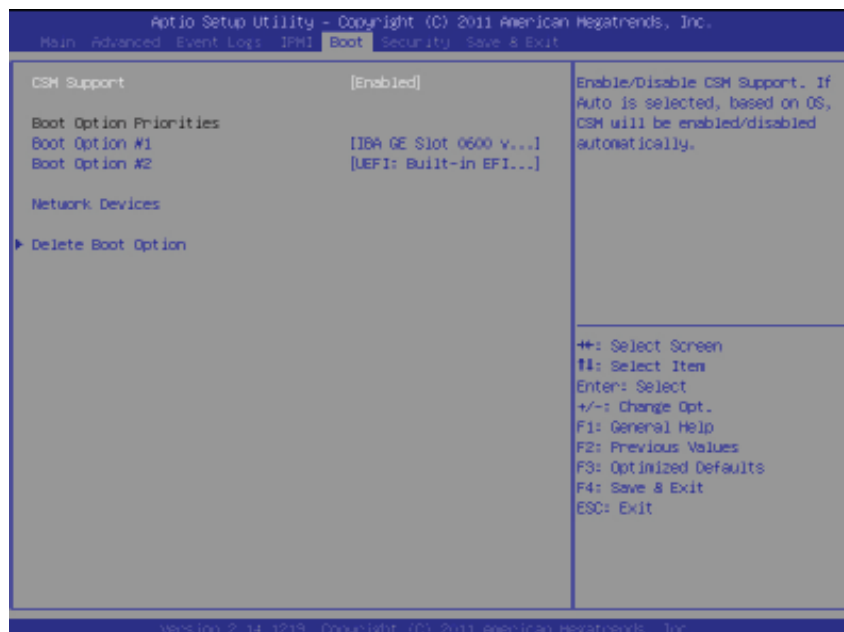 Aptio Setup Utility - Copyright (C) 2011 American Megatrends, Inc.
Main Advanced Event Logs IPMI Boot Security Save & Exit
CSM Support [Enabled]
Boot Option Priorities
Boot Option #1 [IBA GE Slot 0600 v...]
Boot Option #2 [UEFI: Built-in EFI...]
Network Devices
Delete Boot Option
Enable/Disable CSM Support. If
Auto is selected, based on OS,
CSM will be enabled/disabled
automatically.
→←: Select Screen
↑↓: Select Item
Enter: Select
+/-: Change Opt.
F1: General Help
F2: Previous Values
F3: Optimized Defaults
F4: Save & Exit
ESC: Exit
Version 2.14.1219. Copyright (C) 2011 American Megatrends, Inc.